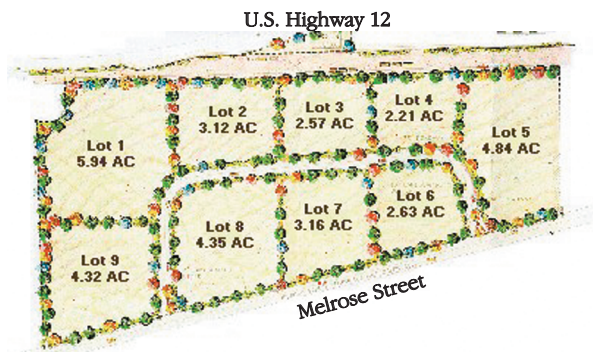 U.S. Highway 12
Lot 1
5.94 AC
Lot 2
3.12 AC
Lot 3
2.57 AC
Lot 4
2.21 AC
Lot 5
4.84 AC
Lot 6
2.63 AC
Lot 7
3.16 AC
Lot 8
4.35 AC
Lot 9
4.32 AC
Melrose Street